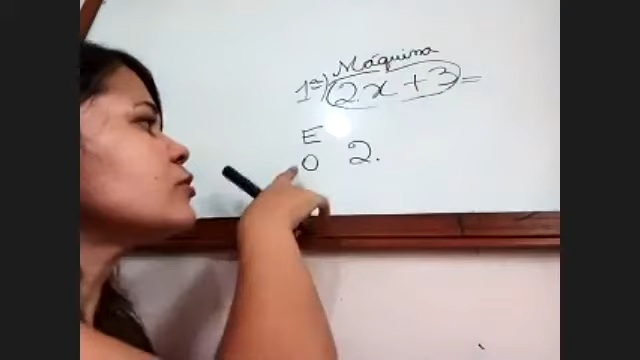 Máquina
1ª) 2.x + 3 =
E
0 2.